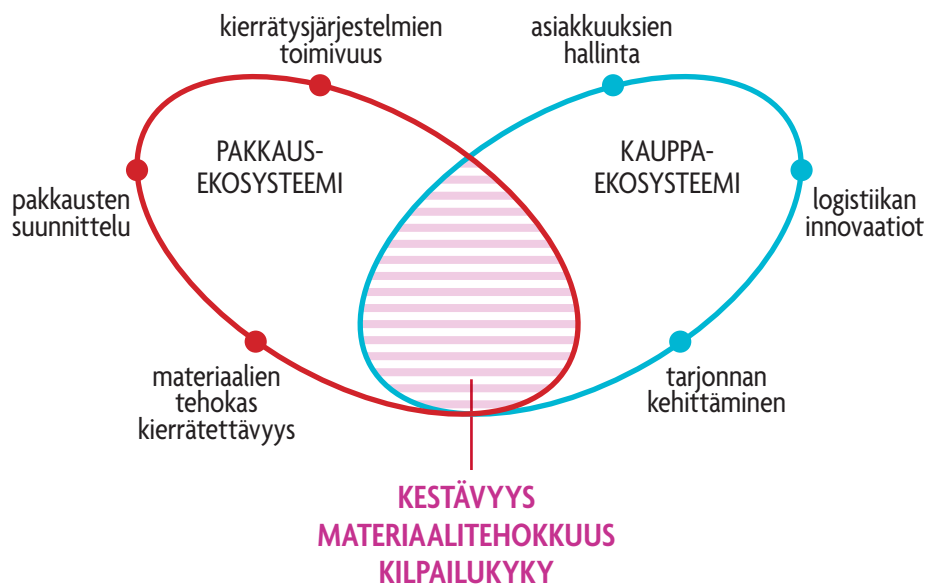 kierrätysjärjestelmien
toimivuus
asiakkuuksien
hallinta
PAKKAUS-
EKOSYSTEEMI
KAUPPA-
EKOSYSTEEMI
pakkausten
suunnittelu
logistiikan
innovaatiot
materiaalien
tehokas
kierrätettävyys
tarjonnan
kehittäminen
KESTÄVYYS
MATERIAALITEHOKKUUS
KILPAILUKYKY